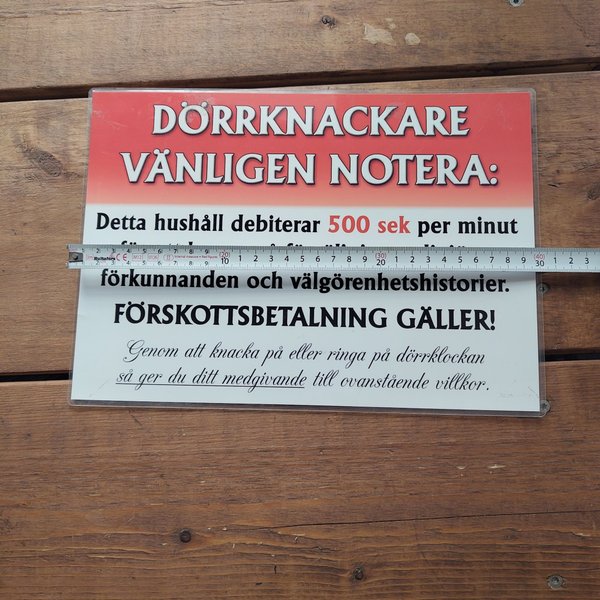 DÖRRKNACKARE
VÄNLIGEN NOTERA:
Detta hushåll debiterar 500 sek per minut
förkunnanden och välgörenhetshistorier.
FÖRSKOTTSBETALNING GÄLLER!
Genom att knacka på eller ringa på dörrklockan
så ger du ditt medgivande till ovanstående villkor.